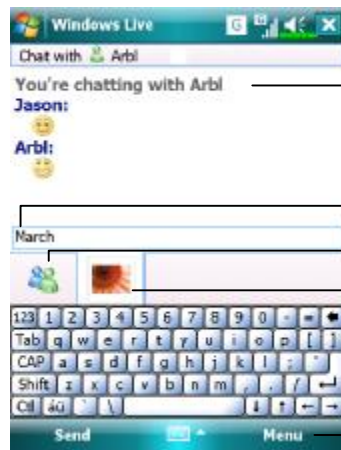 Windows Live G
Chat with Arbl
You're chatting with Arbl
Jason:
Arbl:
March
123 1 2 3 4 5 6 7 8 9 0 - =
Tab q w e r t y u i o p [ ]
CAP a s d f g h j k l ; '
Shift z x c v b n m , . /
Ctl áü ` \
Send Menu